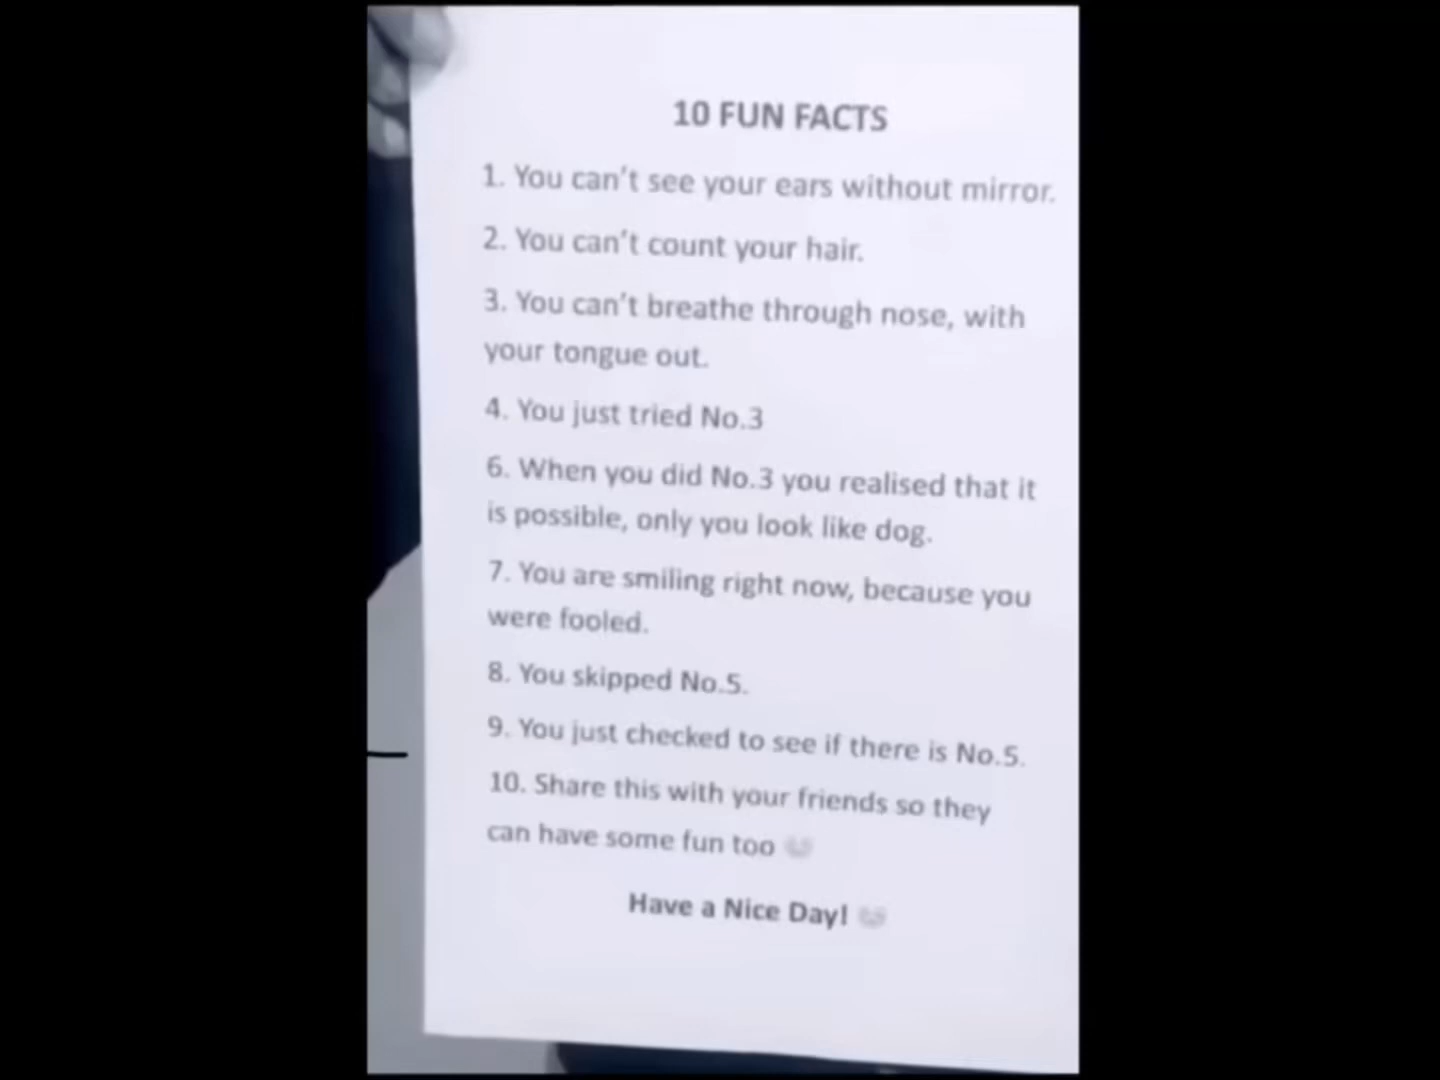 10 FUN FACTS
1. You can't see your ears without mirror.
2. You can't count your hair.
3. You can't breathe through nose, with
your tongue out.
4. You just tried No.3
6. When you did No.3 you realised that it
is possible, only you look like dog.
7. You are smiling right now, because you
were fooled.
8. You skipped No.5.
9. You just checked to see if there is No.5.
10. Share this with your friends so they
can have some fun too
Have a Nice Day!